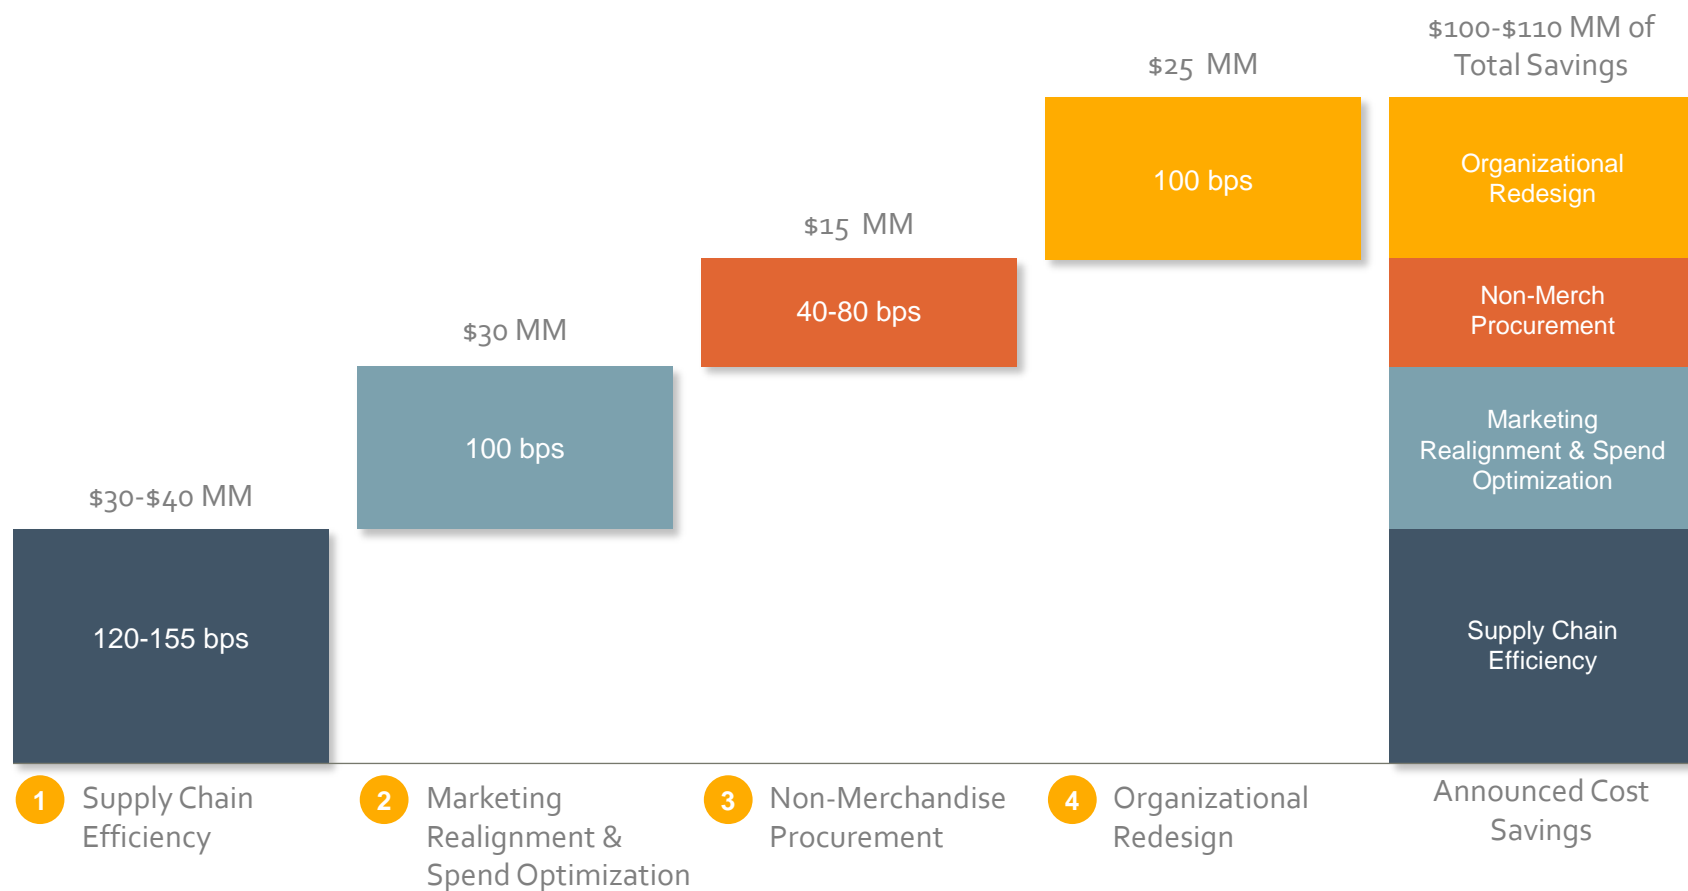 $100-$110 MM of
Total Savings
$25 MM
100 bps
Organizational
Redesign
$15 MM
40-80 bps
Non-Merch
Procurement
$30 MM
100 bps
Marketing
Realignment & Spend
Optimization
$30-$40 MM
120-155 bps
Supply Chain
Efficiency
1 Supply Chain
Efficiency
2 Marketing
Realignment &
Spend Optimization
3 Non-Merchandise
Procurement
4 Organizational
Redesign
Announced Cost
Savings